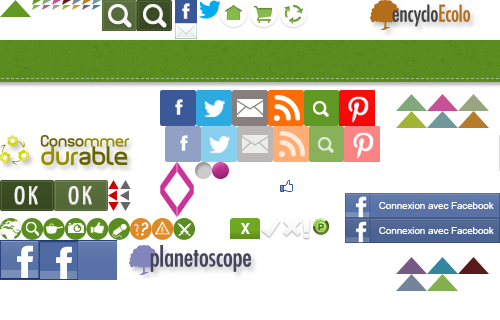 encycloEcolo
Consommer
durable
OK OK
Connexion avec Facebook
Connexion avec Facebook
planetoscope